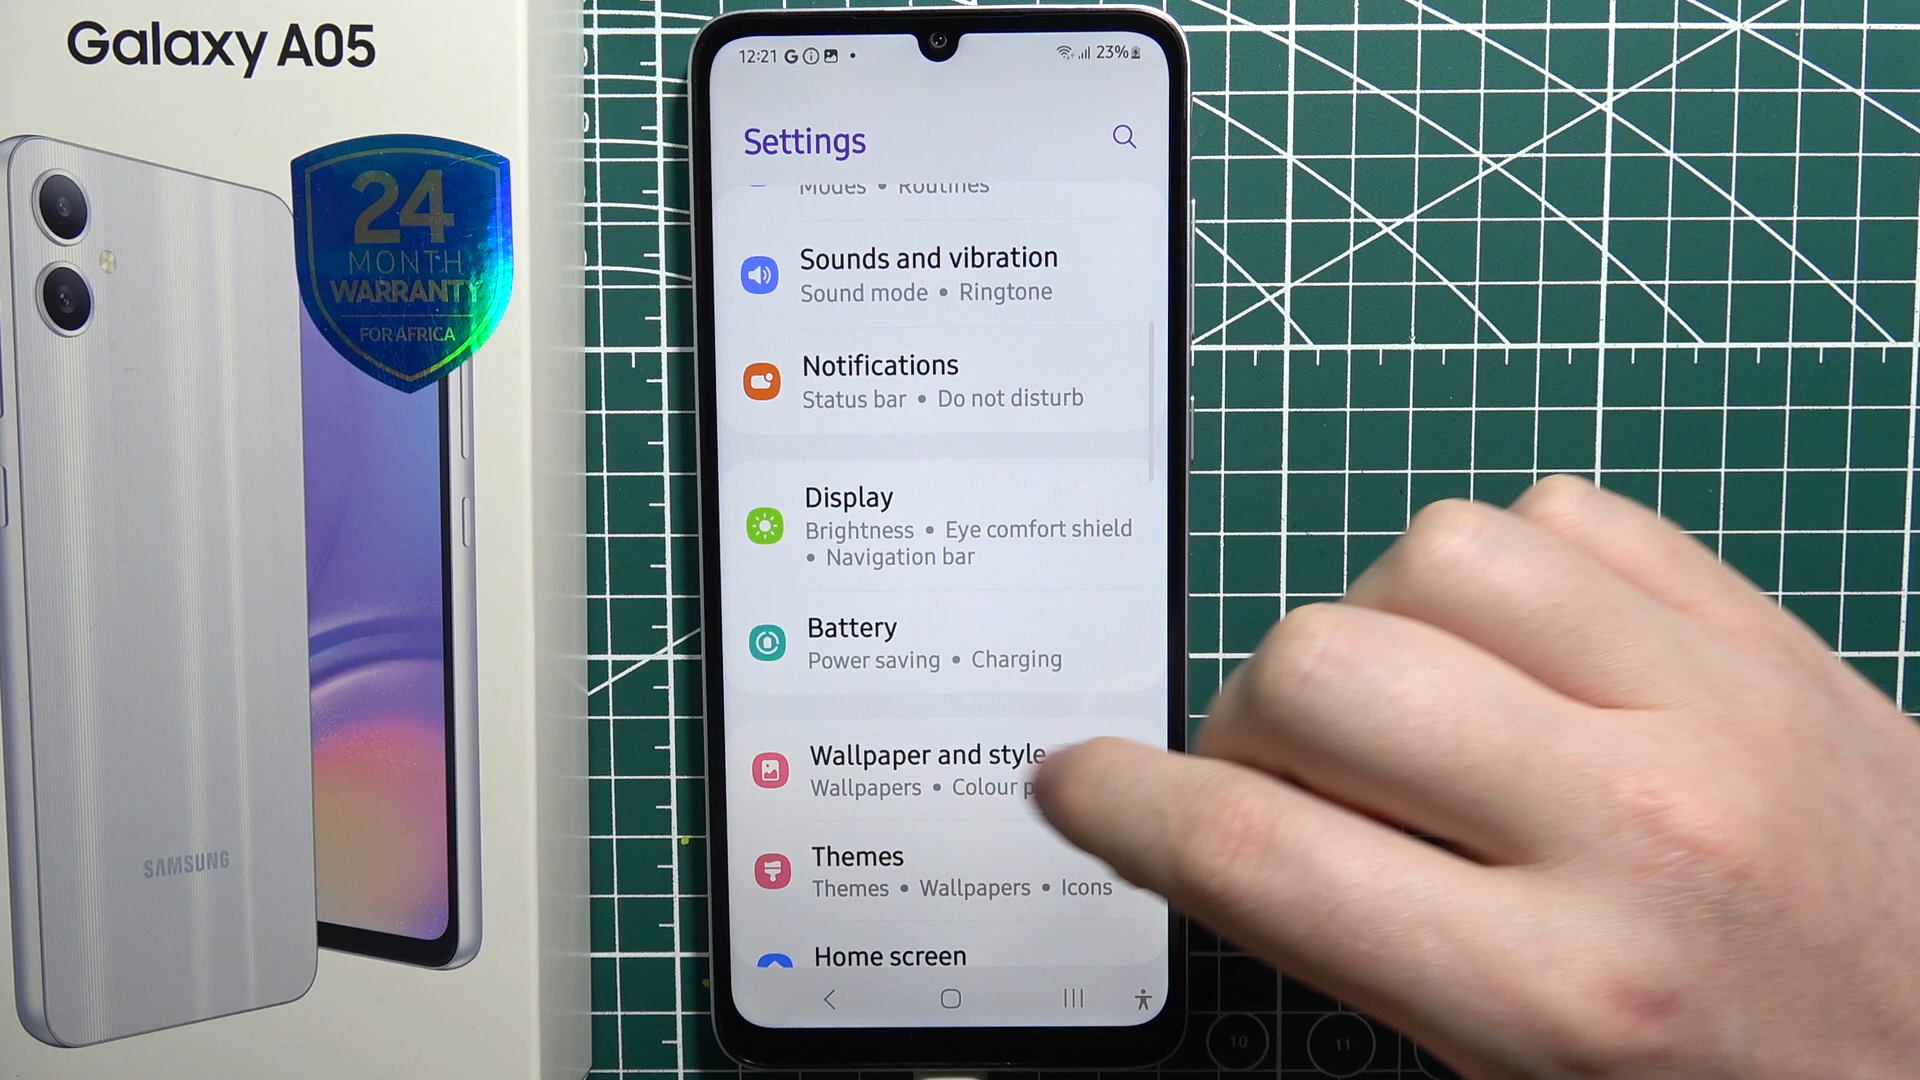 Galaxy A05
24
MONTH
WARRANTY
FOR AFRICA
SAMSUNG
12:21
23%
Settings
Modes • Routines
Sounds and vibration
Sound mode • Ringtone
Notifications
Status bar • Do not disturb
Display
Brightness • Eye comfort shield
• Navigation bar
Battery
Power saving • Charging
Wallpaper and style
Wallpapers • Colour p
Themes
Themes • Wallpapers • Icons
Home screen
10
11